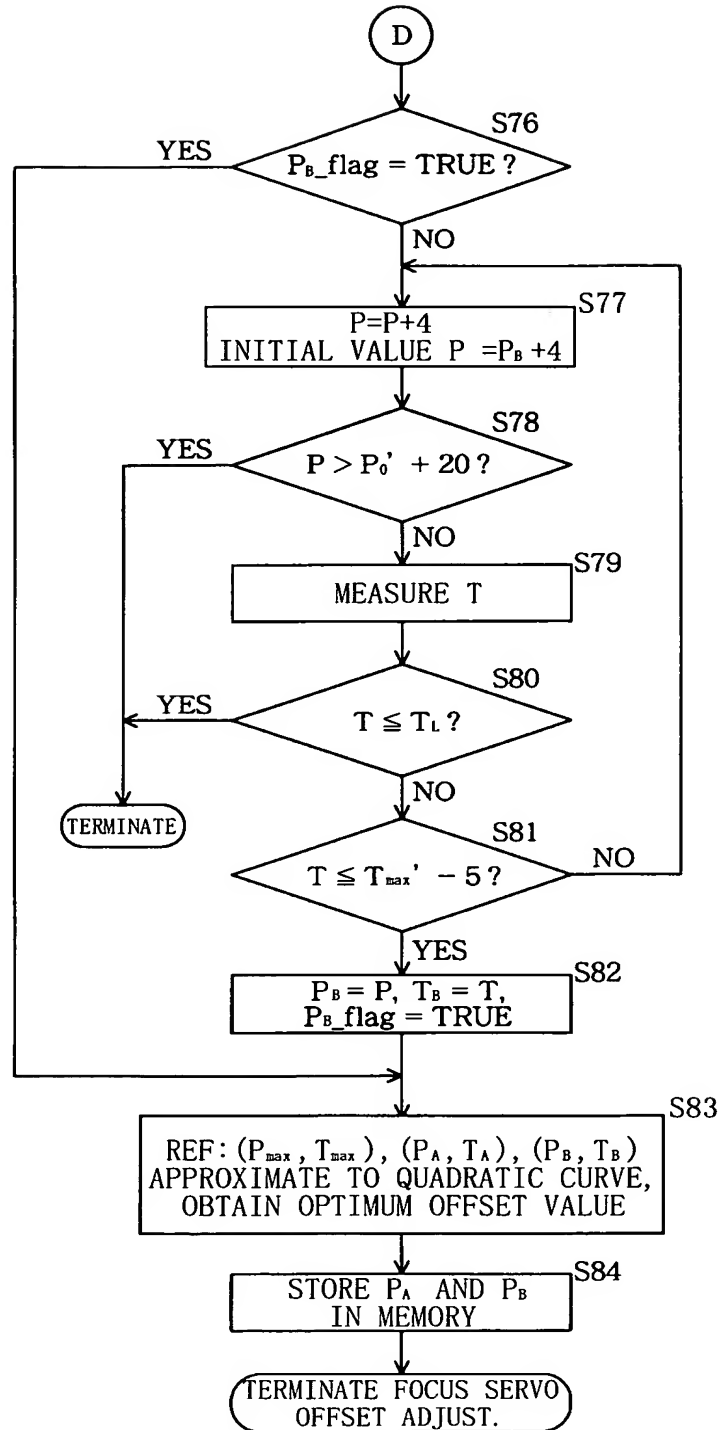 D
S76
YES
P_B_flag = TRUE ?
NO
S77
P=P+4
INITIAL VALUE P =P_B +4
S78
YES
P > P₀' + 20 ?
NO
S79
MEASURE T
S80
YES
T ≦ T_L ?
NO
TERMINATE
S81
NO
T ≦ T_max' − 5 ?
YES
S82
P_B = P, T_B = T,
P_B_flag = TRUE
S83
REF: (P_max, T_max), (P_A, T_A), (P_B, T_B)
APPROXIMATE TO QUADRATIC CURVE,
OBTAIN OPTIMUM OFFSET VALUE
S84
STORE P_A AND P_B
IN MEMORY
TERMINATE FOCUS SERVO
OFFSET ADJUST.